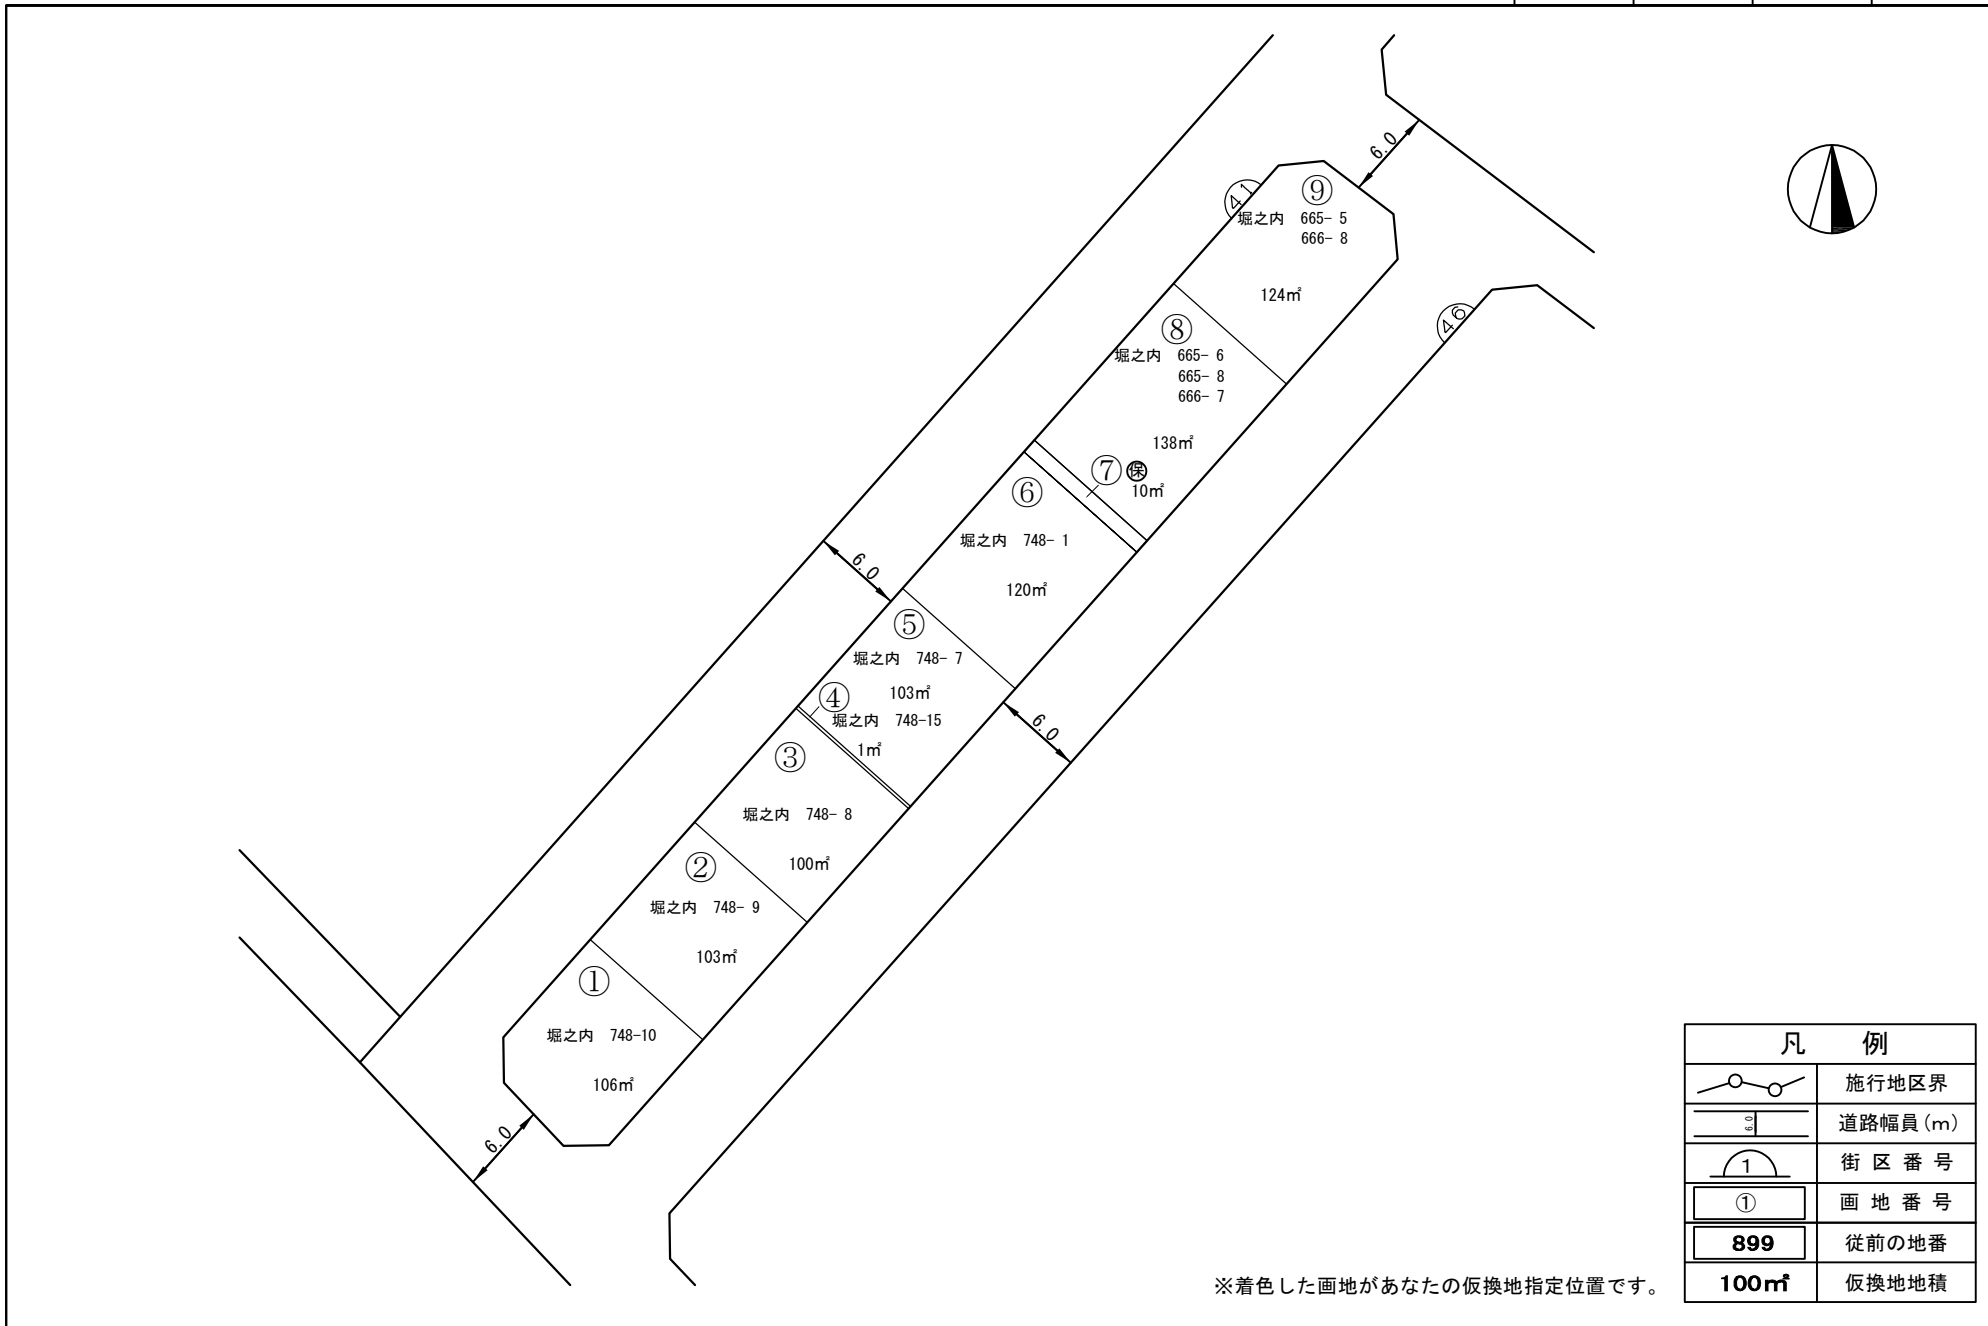 6.0
41
⑨
堀之内 665- 5
666- 8
124㎡
46
⑧
堀之内 665- 6
665- 8
666- 7
138㎡
⑦ 保
10㎡
⑥
堀之内 748- 1
120㎡
6.0
⑤
堀之内 748- 7
103㎡
④
堀之内 748-15
1㎡
6.0
③
堀之内 748- 8
100㎡
②
堀之内 748- 9
103㎡
①
堀之内 748-10
106㎡
6.0
凡 例
施行地区界
6.0 道路幅員(m)
1 街区番号
① 画地番号
899 従前の地番
100㎡ 仮換地地積
※着色した画地があなたの仮換地指定位置です。